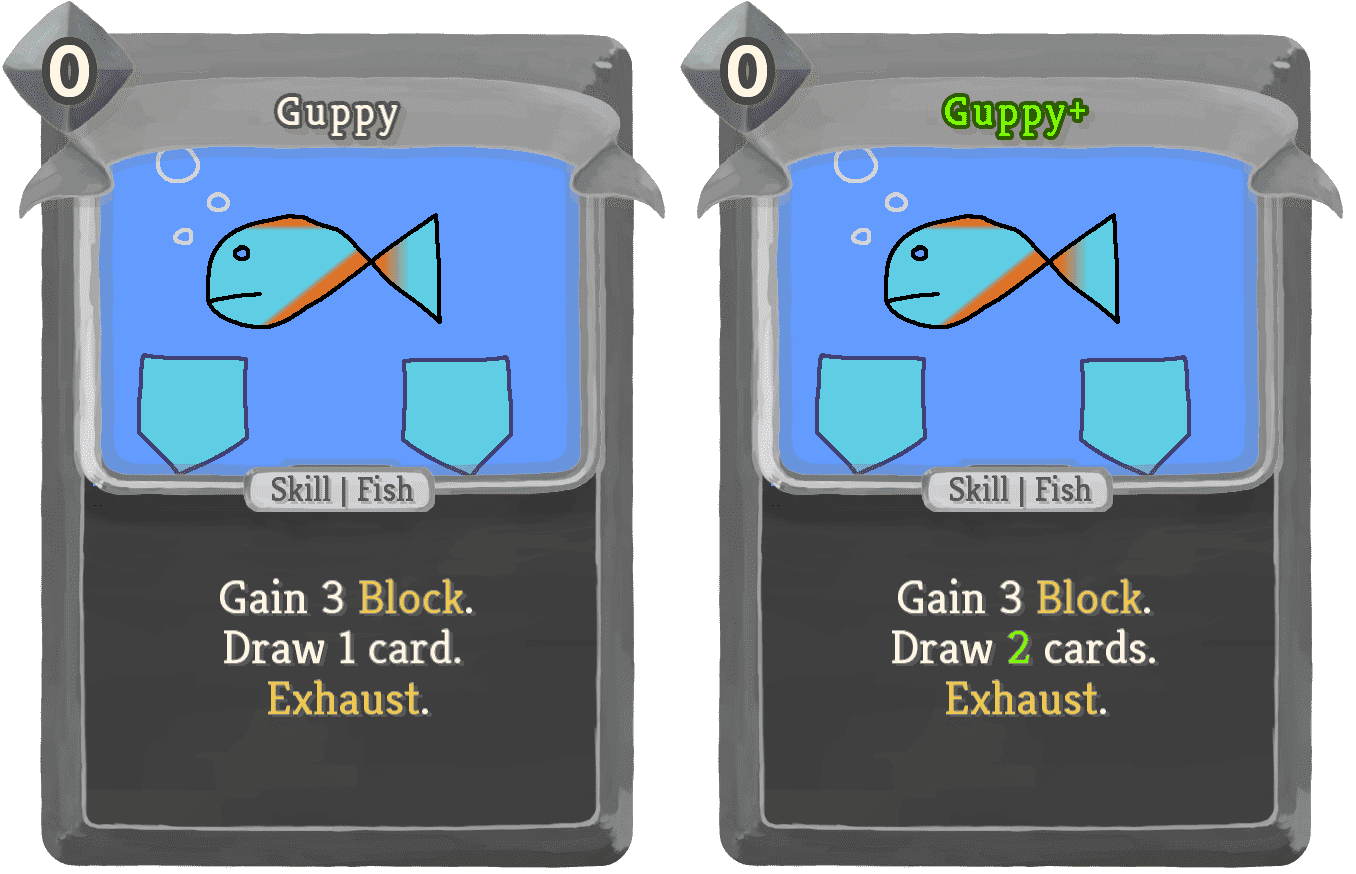 0
Guppy
Skill | Fish
Gain 3 Block.
Draw 1 card.
Exhaust.
0
Guppy+
Skill | Fish
Gain 3 Block.
Draw 2 cards.
Exhaust.